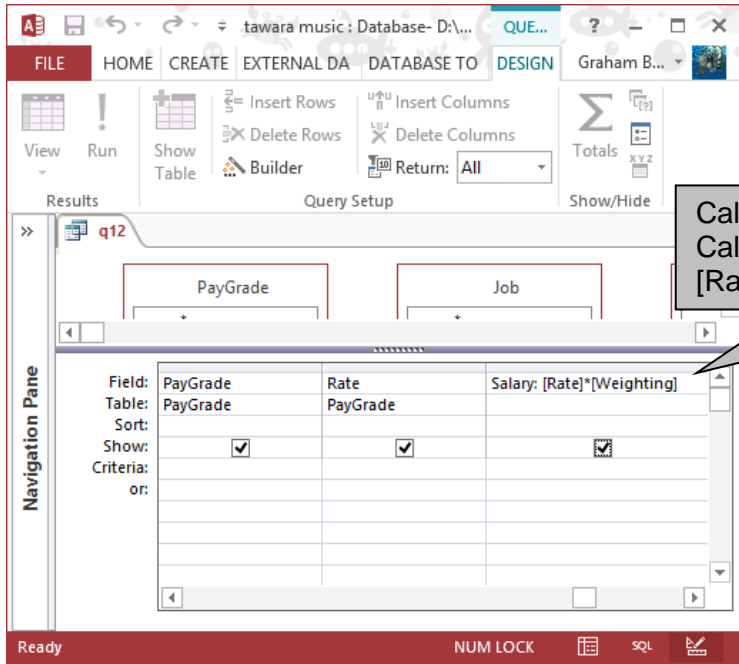 tawara music : Database- D:\...
QUE...
?
FILE HOME CREATE EXTERNAL DA DATABASE TO DESIGN Graham B...
View
Run
Show Table
Insert Rows
Delete Rows
Builder
Insert Columns
Delete Columns
Return: All
Totals
XYZ
Results
Query Setup
Show/Hide
q12
PayGrade
Job
*
*
Navigation Pane
Field: PayGrade Rate Salary: [Rate]*[Weighting]
Table: PayGrade PayGrade
Sort:
Show:
Criteria:
or:
Ready
NUM LOCK
SQL